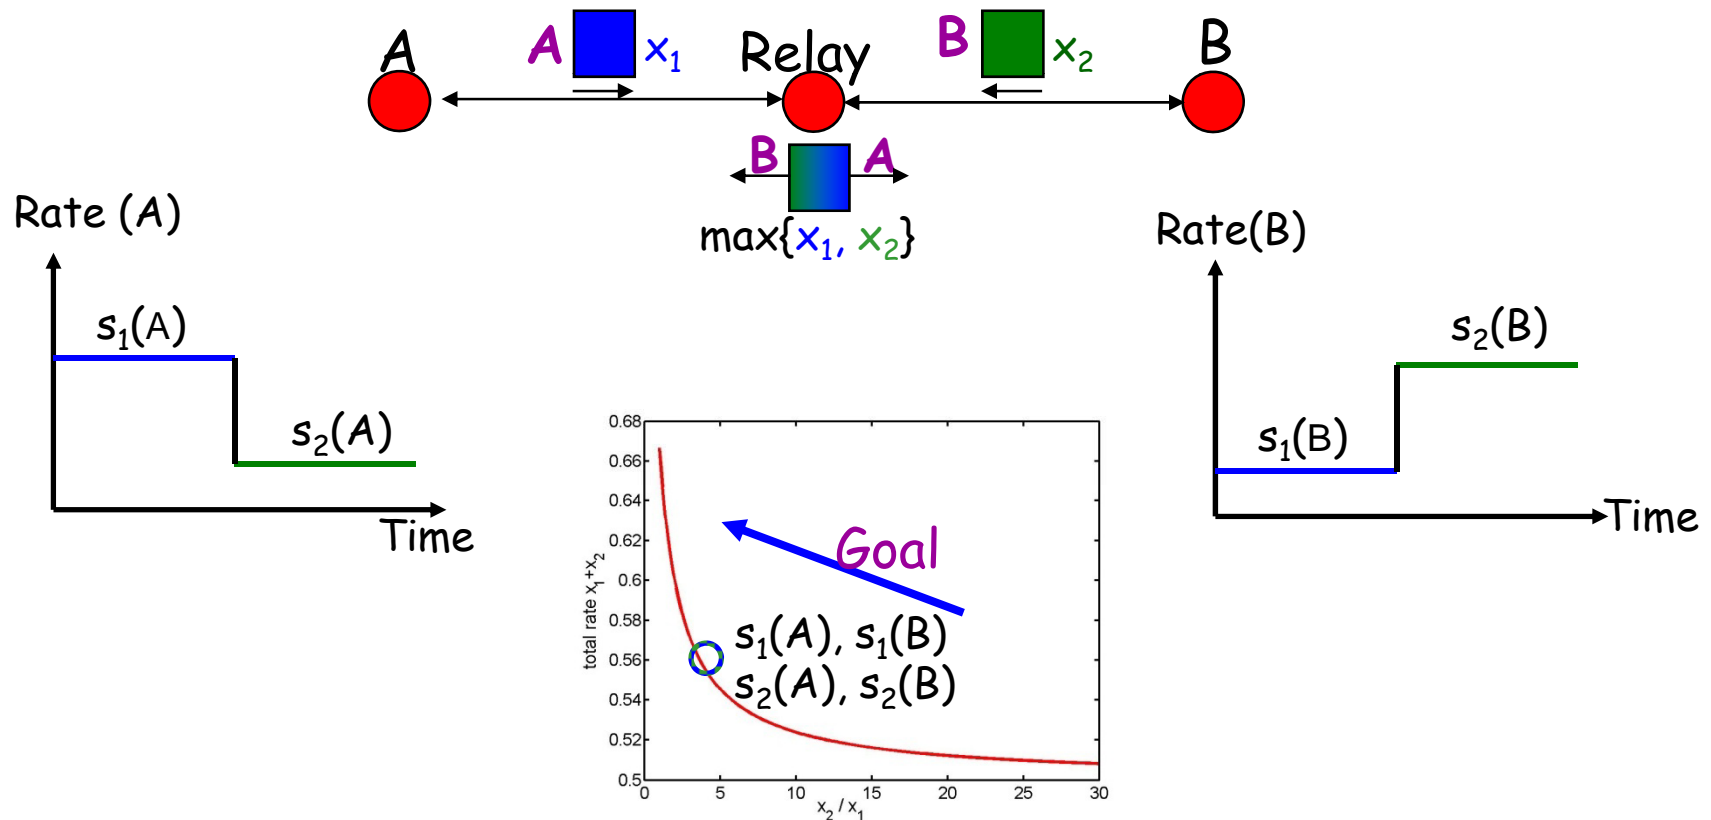 A
A x₁
Relay
B x₂
B
B A
max{x₁, x₂}
Rate (A)
s₁(A)
s₂(A)
Time
Rate(B)
s₂(B)
s₁(B)
Time
0.68
0.66
0.64
0.62
0.6
0.58
0.56
0.54
0.52
0.5
total rate x₁+x₂
Goal
s₁(A), s₁(B)
s₂(A), s₂(B)
0 5 10 15 20 25 30
x₂ / x₁